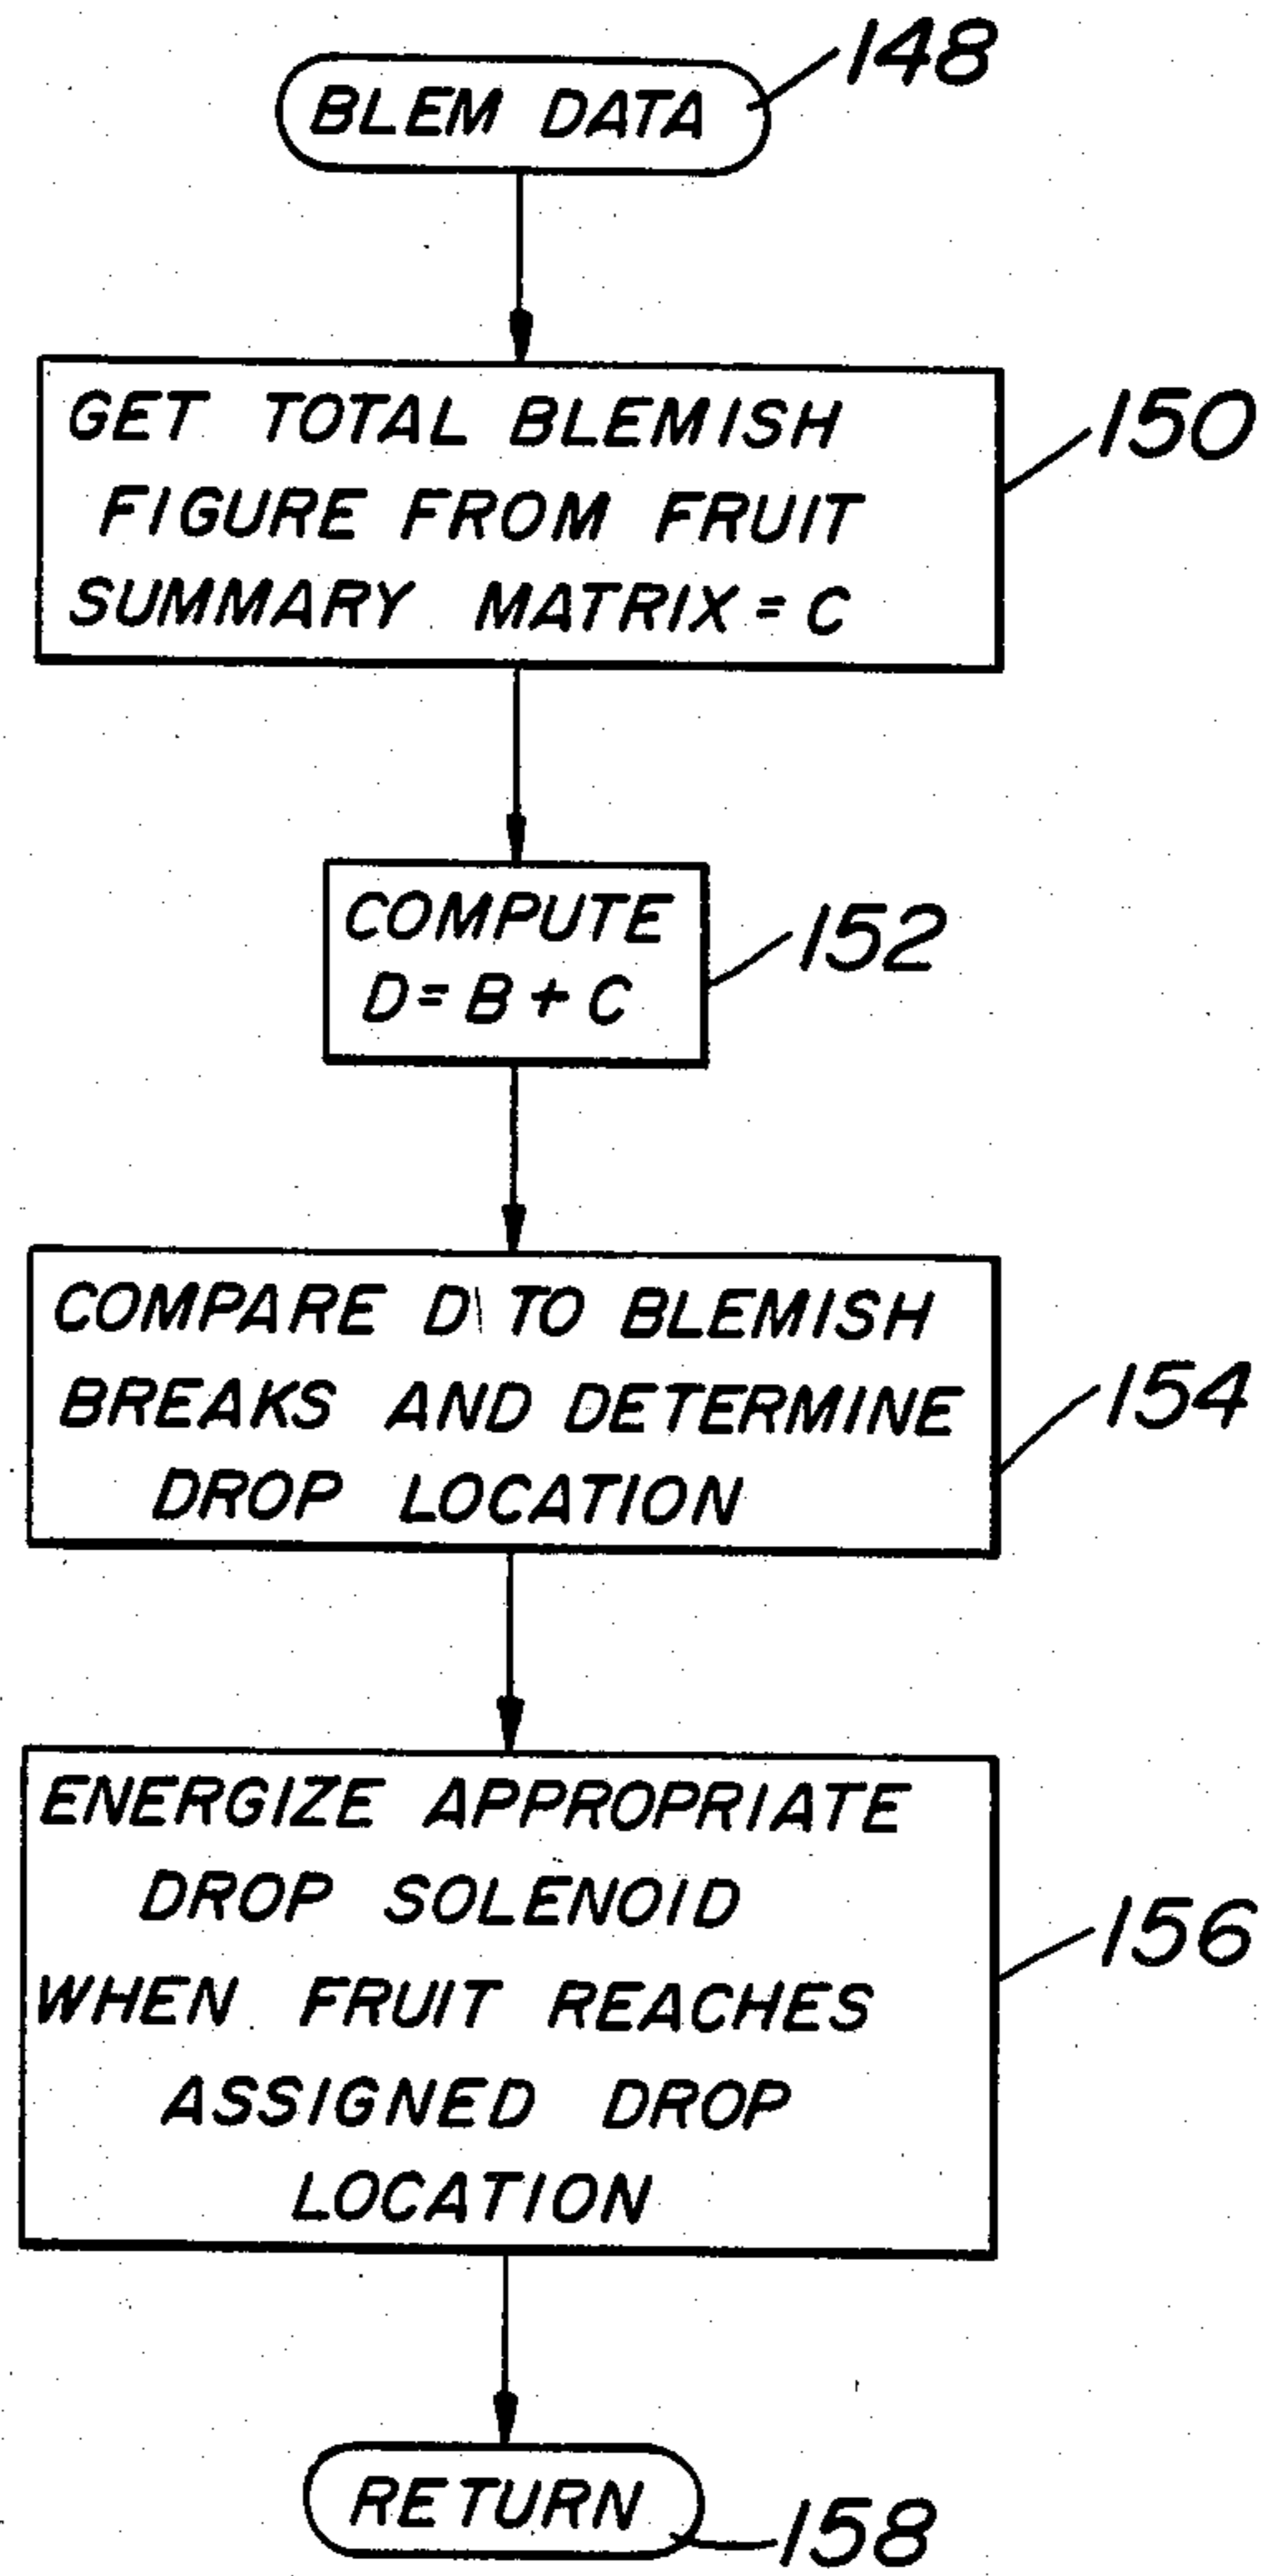 BLEM DATA
148
GET TOTAL BLEMISH
FIGURE FROM FRUIT
SUMMARY MATRIX = C
150
COMPUTE
D = B + C
152
COMPARE D TO BLEMISH
BREAKS AND DETERMINE
DROP LOCATION
154
ENERGIZE APPROPRIATE
DROP SOLENOID
WHEN FRUIT REACHES
ASSIGNED DROP
LOCATION
156
RETURN
158